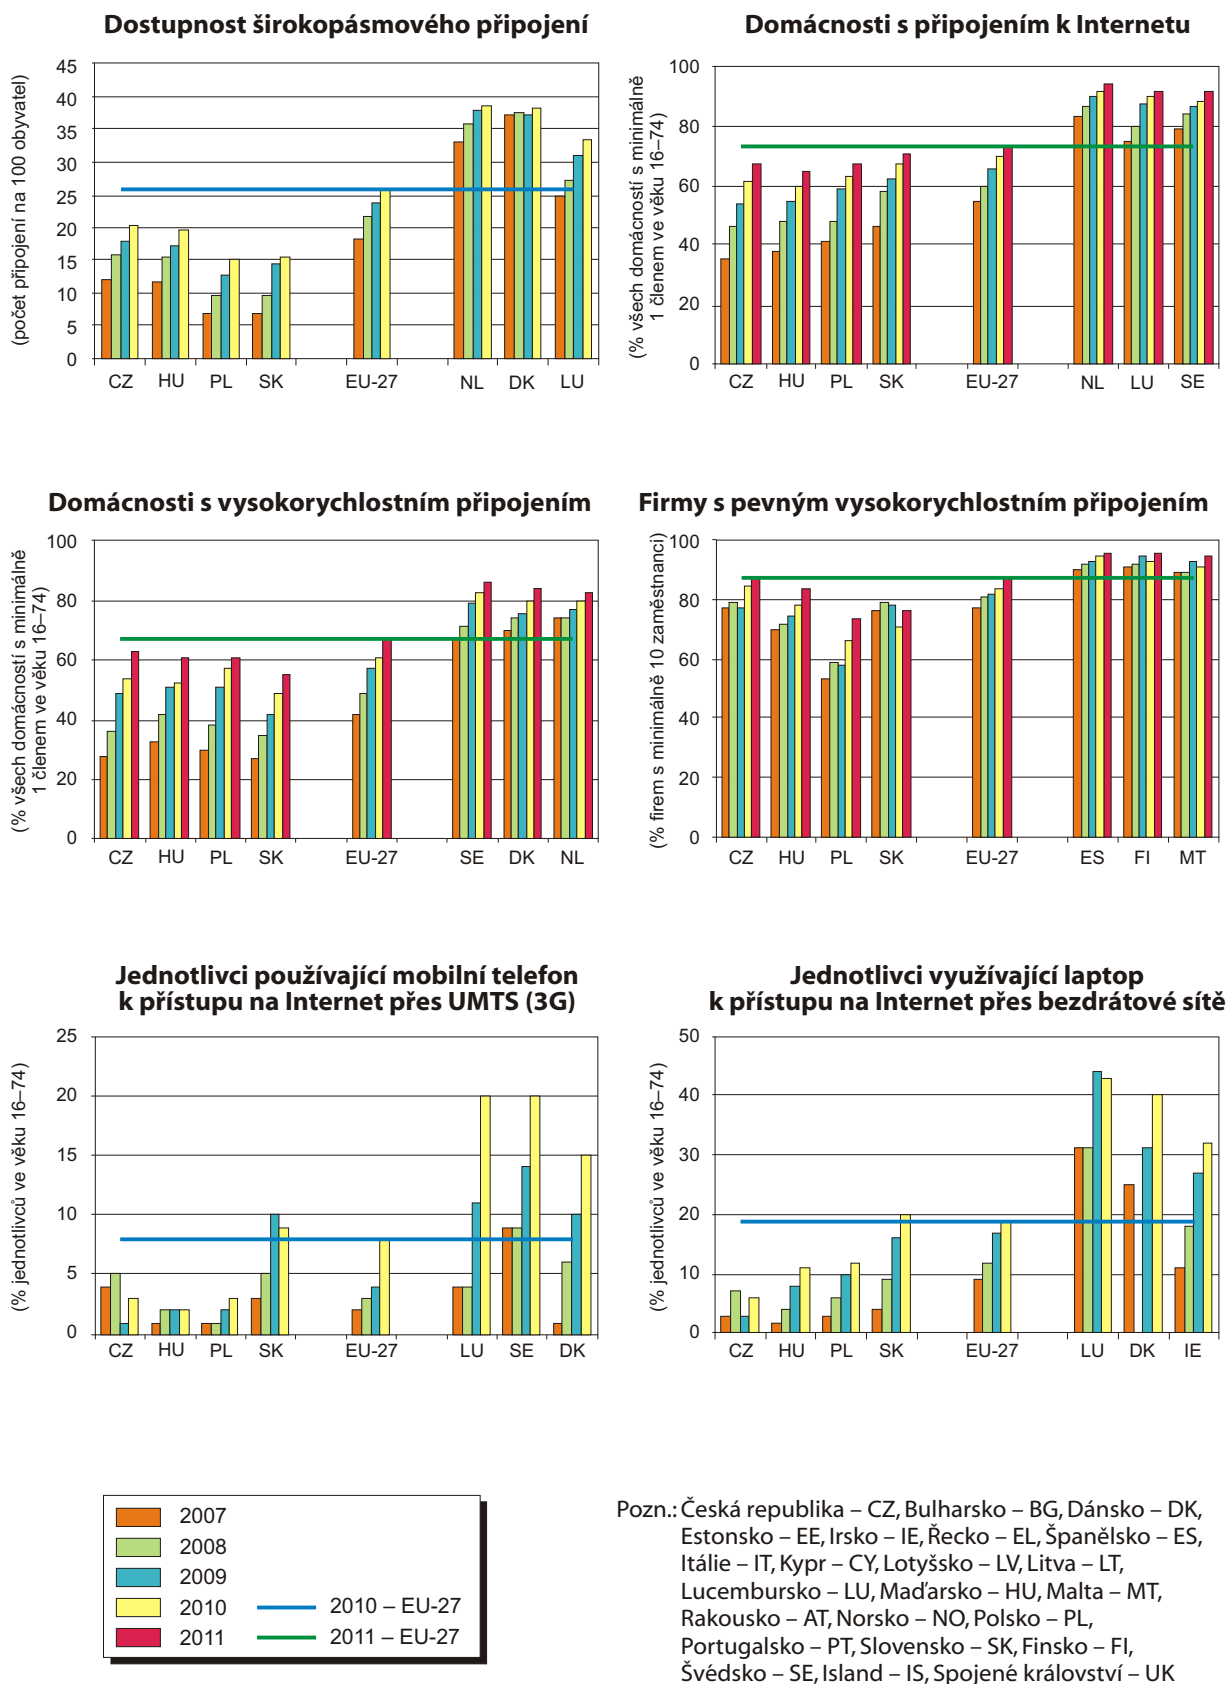 Dostupnost širokopásmového připojení
(počet připojení na 100 obyvatel)
45
40
35
30
25
20
15
10
5
0
CZ HU PL SK EU-27 NL DK LU
Domácnosti s připojením k Internetu
(% všech domácností s minimálně
1 členem ve věku 16–74)
100
80
60
40
20
0
CZ HU PL SK EU-27 NL LU SE
Domácnosti s vysokorychlostním připojením
(% všech domácností s minimálně
1 členem ve věku 16–74)
100
80
60
40
20
0
CZ HU PL SK EU-27 SE DK NL
Firmy s pevným vysokorychlostním připojením
(% firem s minimálně 10 zaměstnanci)
100
80
60
40
20
0
CZ HU PL SK EU-27 ES FI MT
Jednotlivci používající mobilní telefon
k přístupu na Internet přes UMTS (3G)
(% jednotlivců ve věku 16–74)
25
20
15
10
5
0
CZ HU PL SK EU-27 LU SE DK
Jednotlivci využívající laptop
k přístupu na Internet přes bezdrátové sítě
(% jednotlivců ve věku 16–74)
50
40
30
20
10
0
CZ HU PL SK EU-27 LU DK IE
2007
2008
2009
2010
2011
2010 – EU-27
2011 – EU-27
Pozn.: Česká republika – CZ, Bulharsko – BG, Dánsko – DK,
Estonsko – EE, Irsko – IE, Řecko – EL, Španělsko – ES,
Itálie – IT, Kypr – CY, Lotyšsko – LV, Litva – LT,
Lucembursko – LU, Maďarsko – HU, Malta – MT,
Rakousko – AT, Norsko – NO, Polsko – PL,
Portugalsko – PT, Slovensko – SK, Finsko – FI,
Švédsko – SE, Island – IS, Spojené království – UK